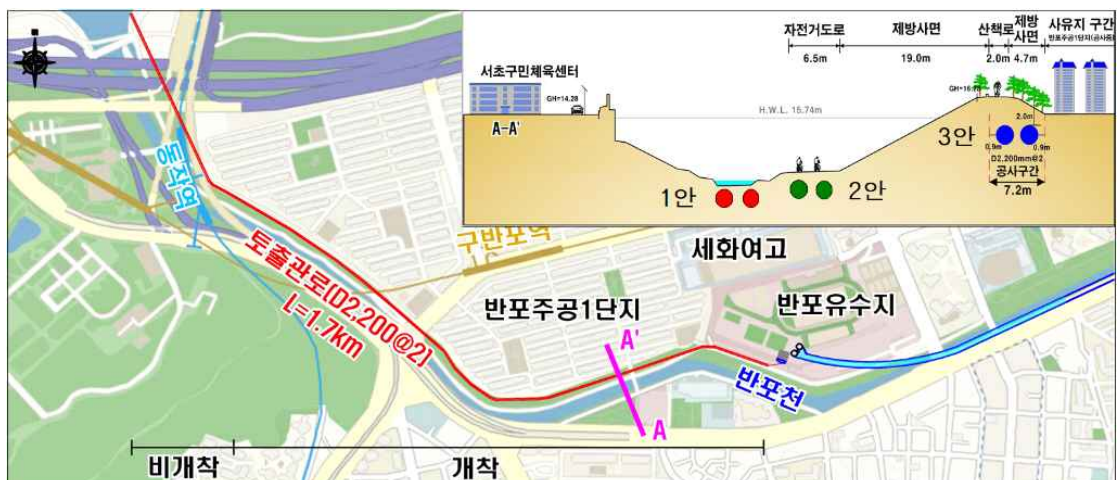 자전거도로
제방사면
산책로
제방
사면
사유지 구간
반포주공1단지(공사중)
6.5m
19.0m
2.0m
4.7m
서초구민체육센터
GH=14.28
H.W.L. 15.74m
A-A'
3안
2.0m
0.9m
0.9m
D2,200mm@2
공사구간
7.2m
1안
2안
동작역
구반포역
세화여고
토출관로(D2,200@2)
L=1.7km
반포주공1단지
반포유수지
A'
A
반포천
비개착
개착